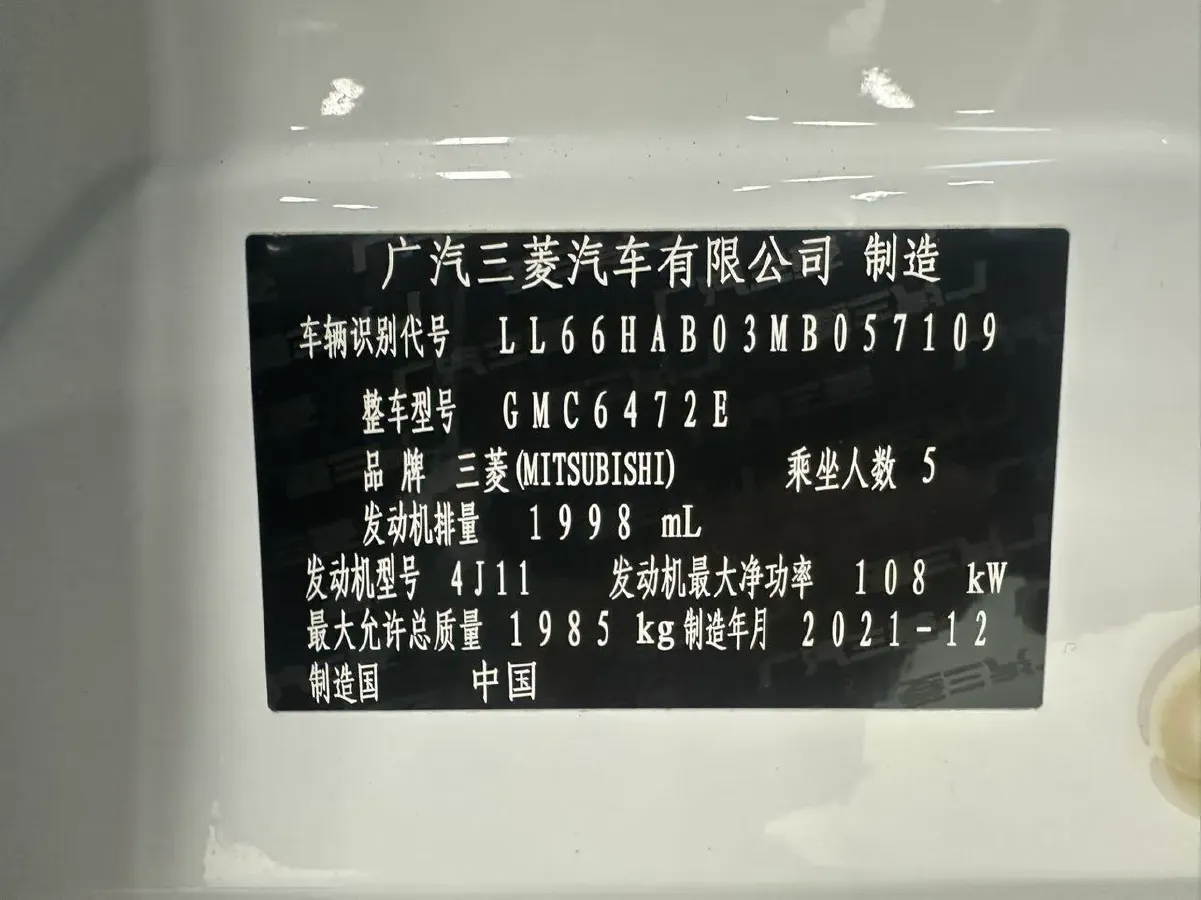 广汽三菱汽车有限公司 制造
车辆识别代号 LL66HAB03MB057109
整车型号 GMC6472E
品牌 三菱(MITSUBISHI) 乘坐人数 5
发动机排量 1998 mL
发动机型号 4J11 发动机最大净功率 108 kW
最大允许总质量 1985 kg 制造年月 2021-12
制造国 中国